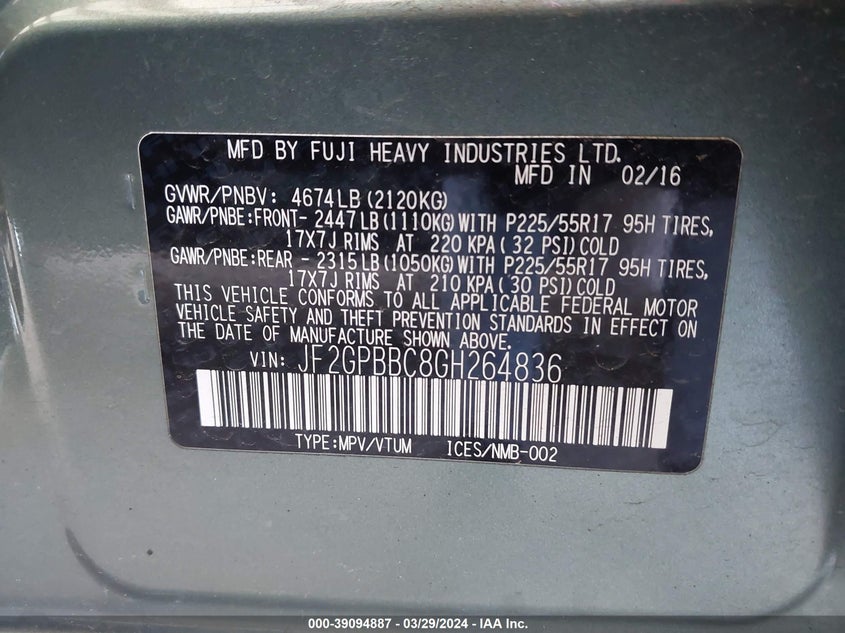 MFD BY FUJI HEAVY INDUSTRIES LTD.
MFD IN 02/16
GVWR/PNBV: 4674LB(2120KG)
GAWR/PNBE:FRONT- 2447LB(1110KG)WITH P225/55R17 95H TIRES,
17X7J RIMS AT 220 KPA( 32 PSI)COLD
GAWR/PNBE:REAR - 2315LB(1050KG)WITH P225/55R17 95H TIRES,
17X7J RIMS AT 210 KPA( 30 PSI)COLD
THIS VEHICLE CONFORMS TO ALL APPLICABLE FEDERAL MOTOR
VEHICLE SAFETY AND THEFT PREVENTION STANDARDS IN EFFECT ON
THE DATE OF MANUFACTURE SHOWN ABOVE.
VIN: JF2GPBBC8GH264836
TYPE:MPV/VTUM ICES/NMB-002
000-39094887 - 03/29/2024 - IAA Inc.